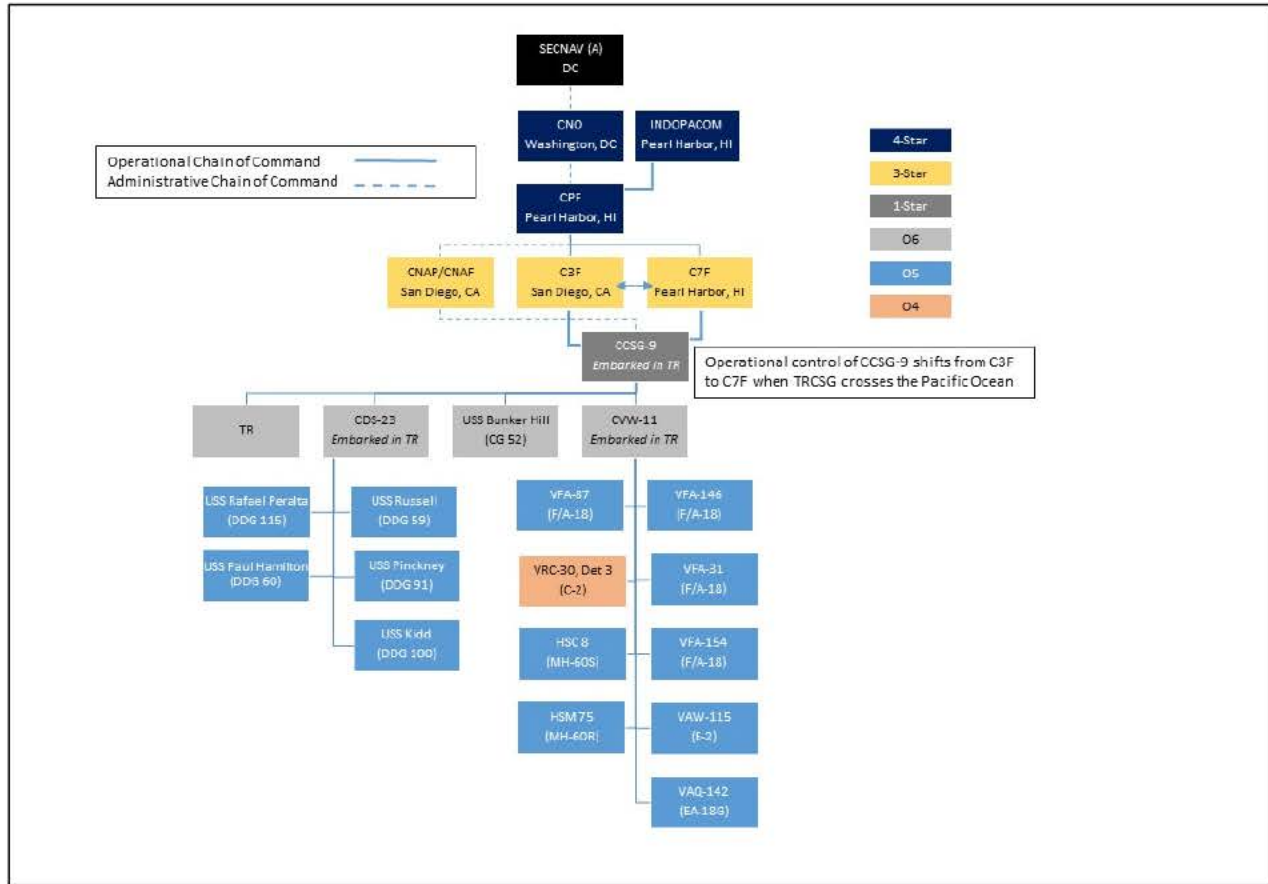 SECNAV (A)
DC
CNO
Washington, DC
INDOPACOM
Pearl Harbor, HI
4-Star
3-Star
1-Star
O6
O5
O4
Operational Chain of Command
Administrative Chain of Command
CPF
Pearl Harbor, HI
CNAP/CNAF
San Diego, CA
C3F
San Diego, CA
C7F
Pearl Harbor, HI
CCSG-9
Embarked in TR
Operational control of CCSG-9 shifts from C3F
to C7F when TRCSG crosses the Pacific Ocean
TR
CDS-23
Embarked in TR
USS Bunker Hill
(CG 52)
CVW-11
Embarked in TR
USS Rafael Peralta
(DDG 115)
USS Russell
(DDG 59)
USS Paul Hamilton
(DDG 60)
USS Pinckney
(DDG 91)
USS Kidd
(DDG 100)
VFA-87
(F/A-18)
VFA-146
(F/A-18)
VRC-30, Det 3
(C-2)
VFA-31
(F/A-18)
HSC 8
(MH-60S)
VFA-154
(F/A-18)
HSM 75
(MH-60R)
VAW-115
(E-2)
VAQ-142
(EA-18G)